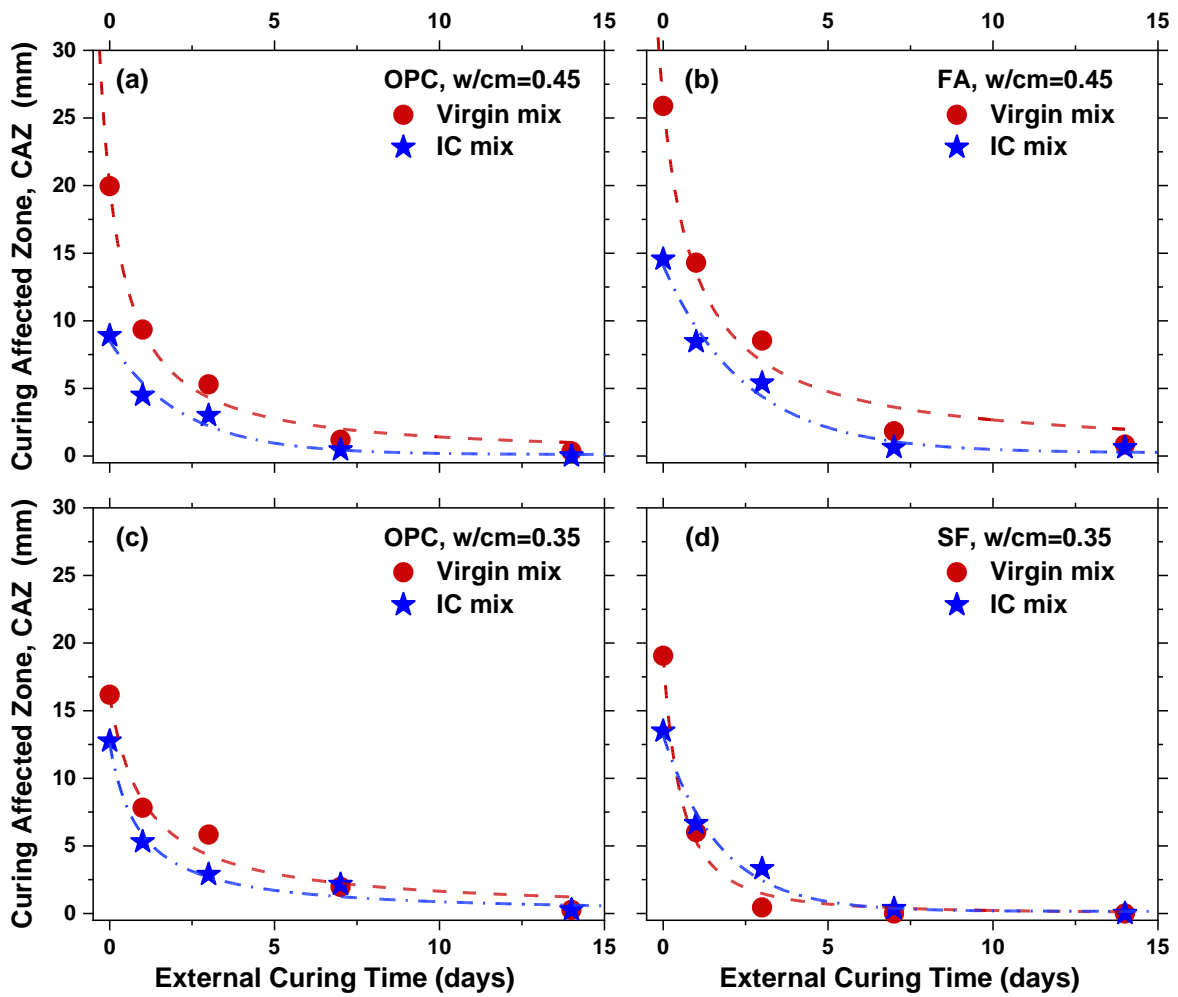 0 5 10 15
0 5 10 15
30
25
20
15
10
5
0
Curing Affected Zone, CAZ (mm)
(a)
OPC, w/cm=0.45
Virgin mix
IC mix
(b)
FA, w/cm=0.45
Virgin mix
IC mix
30
25
20
15
10
5
0
Curing Affected Zone, CAZ (mm)
(c)
OPC, w/cm=0.35
Virgin mix
IC mix
(d)
SF, w/cm=0.35
Virgin mix
IC mix
0 5 10 15
0 5 10 15
External Curing Time (days)
External Curing Time (days)